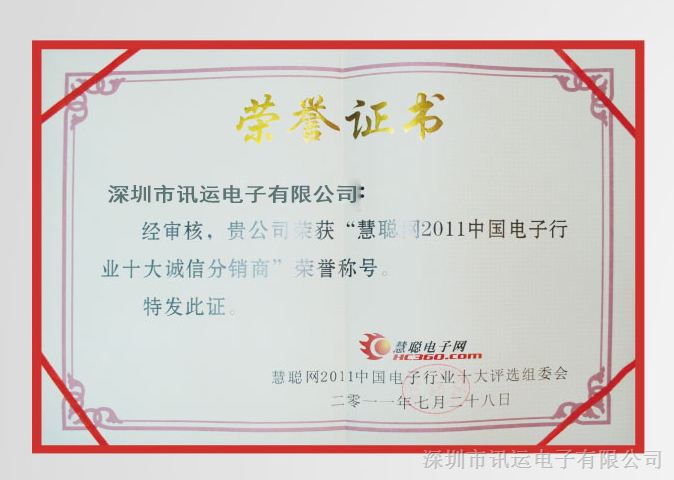 荣誉证书
深圳市讯运电子有限公司：
经审核，贵公司荣获“慧聪网2011中国电子行
业十大诚信分销商”荣誉称号。
特发此证。
慧聪电子网
HC360.com
慧聪网2011中国电子行业十大评选组委会
二零一一年七月二十八日
深圳市讯运电子有限公司